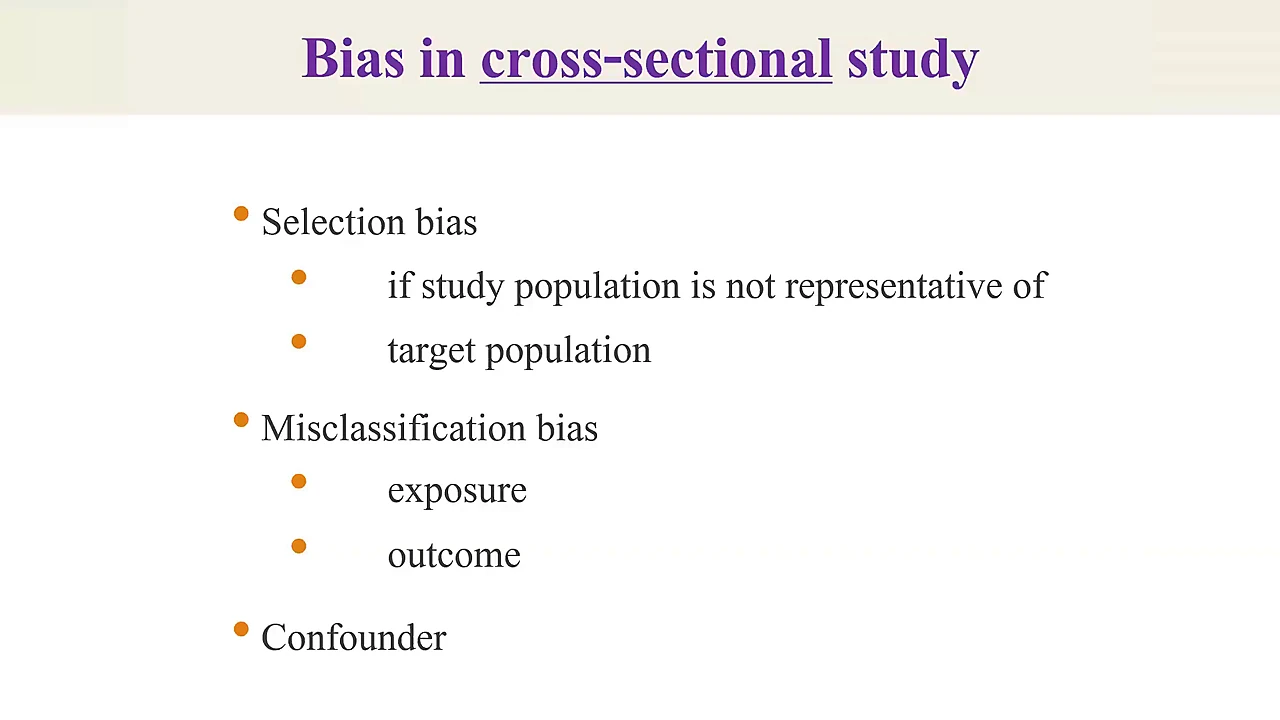 Bias in cross-sectional study
• Selection bias
• if study population is not representative of
• target population
• Misclassification bias
• exposure
• outcome
• Confounder